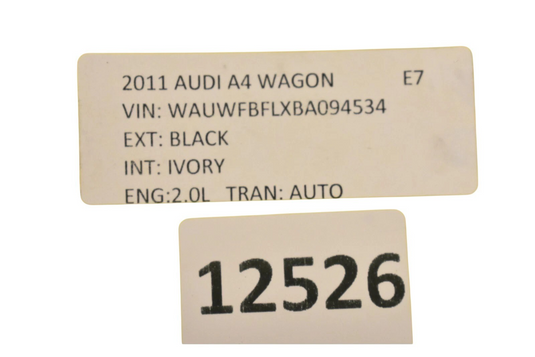 2011 AUDI A4 WAGON E7
VIN: WAUWFBFLXBA094534
EXT: BLACK
INT: IVORY
ENG:2.0L TRAN: AUTO
12526